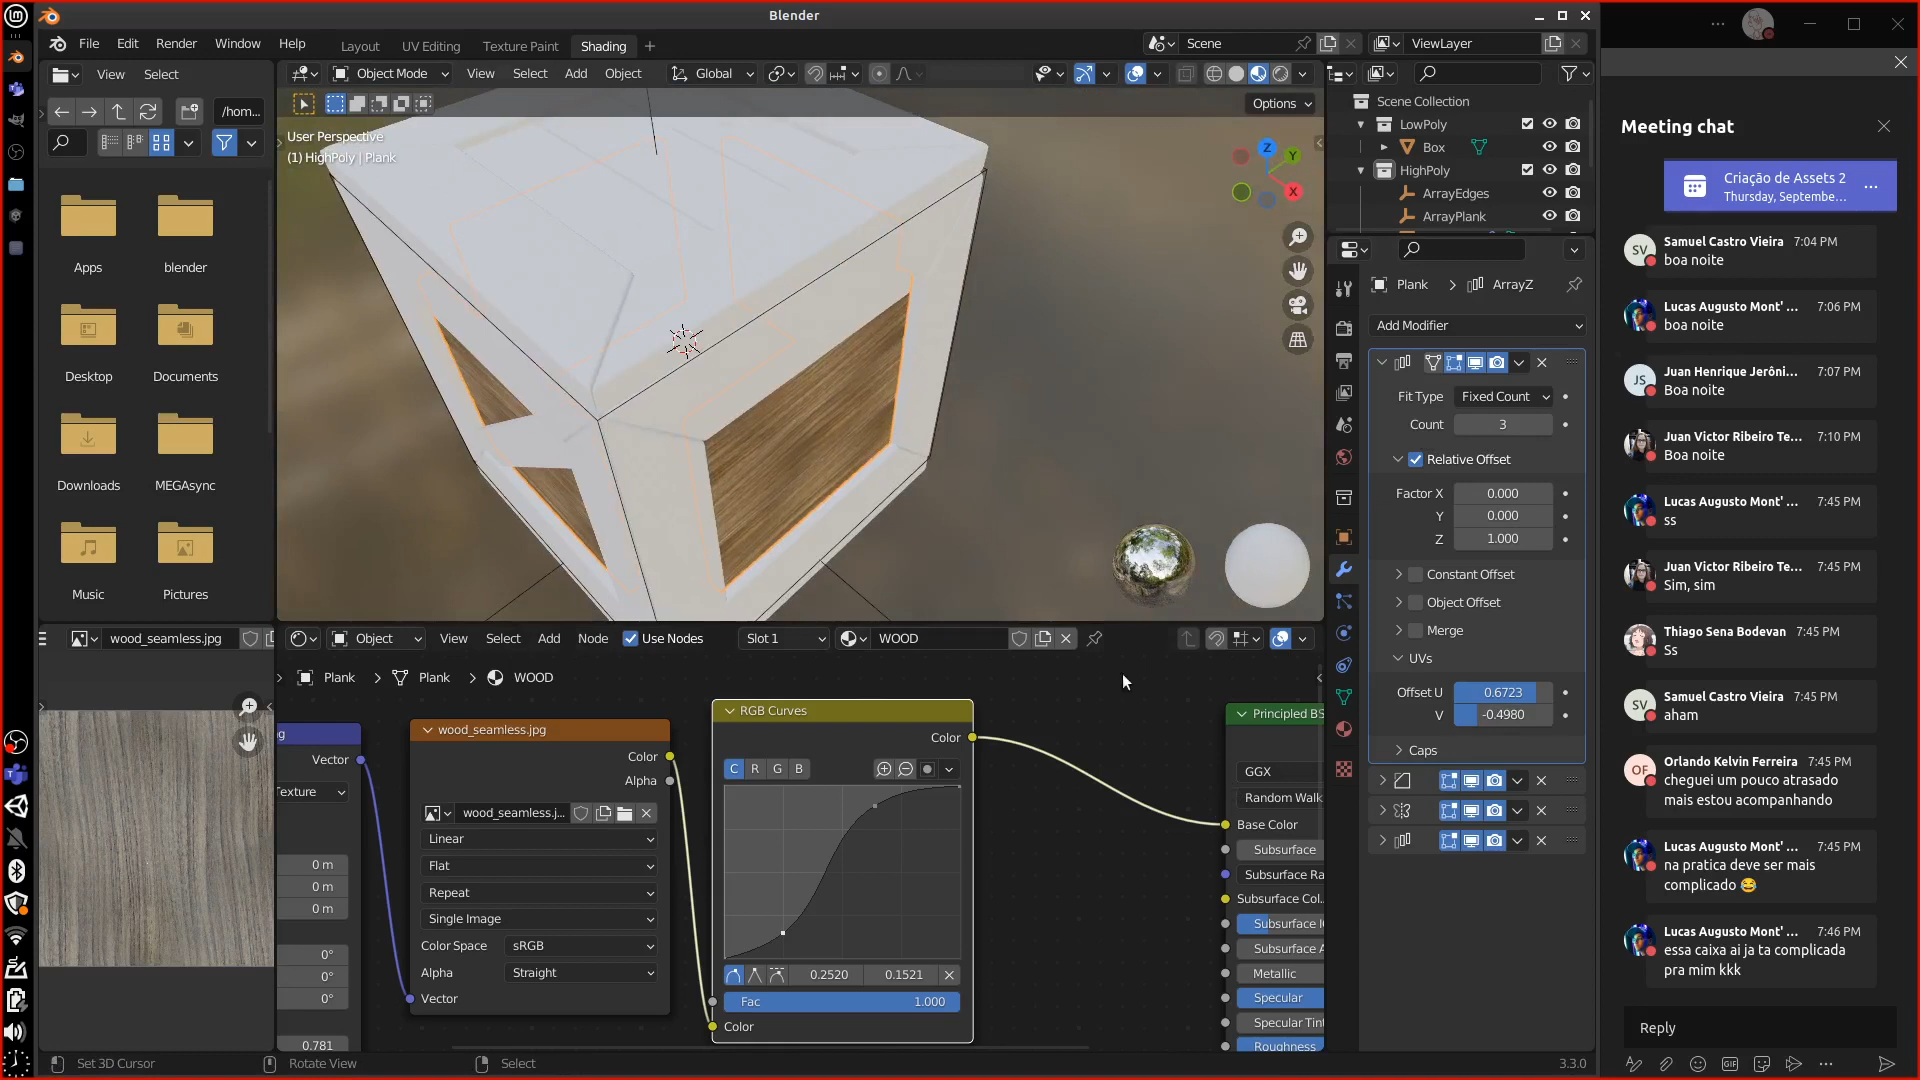 Blender
File Edit Render Window Help
Layout UV Editing Texture Paint Shading
Scene
ViewLayer
View Select
Object Mode
View Select Add Object
Global
/hom...
Options
User Perspective
(1) HighPoly | Plank
Z
Y
X
Apps
blender
Desktop
Documents
Downloads
MEGAsync
Music
Pictures
Scene Collection
LowPoly
Box
HighPoly
ArrayEdges
ArrayPlank
Plank
ArrayZ
Add Modifier
Fit Type Fixed Count
Count 3
Relative Offset
Factor X 0.000
Y 0.000
Z 1.000
Constant Offset
Object Offset
Merge
UVs
Offset U 0.6723
V -0.4980
Caps
wood_seamless.jpg
Object
View Select Add Node
Use Nodes
Slot 1
WOOD
Plank
Plank
WOOD
Vector
0 m
0 m
0 m
0°
0°
0°
0.781
wood_seamless.jpg
Color
Alpha
wood_seamless.j...
Linear
Flat
Repeat
Single Image
Color Space sRGB
Alpha Straight
Vector
RGB Curves
Color
C R G B
0.2520 0.1521
Fac 1.000
Color
Principled BS
GGX
Random Walk
Base Color
Subsurface
Subsurface Ra
Subsurface Col..
Subsurface I
Subsurface A
Metallic
Specular
Specular Tint
Roughness
Set 3D Cursor
Rotate View
Select
3.3.0
Meeting chat
Criação de Assets 2
Thursday, Septembe...
SV
Samuel Castro Vieira 7:04 PM
boa noite
Lucas Augusto Mont' ... 7:06 PM
boa noite
JS
Juan Henrique Jerôni... 7:07 PM
Boa noite
Juan Victor Ribeiro Te... 7:10 PM
Boa noite
Lucas Augusto Mont' ... 7:45 PM
ss
Juan Victor Ribeiro Te... 7:45 PM
Sim, sim
Thiago Sena Bodevan 7:45 PM
Ss
SV
Samuel Castro Vieira 7:45 PM
aham
OF
Orlando Kelvin Ferreira 7:45 PM
cheguei um pouco atrasado
mais estou acompanhando
Lucas Augusto Mont' ... 7:45 PM
na pratica deve ser mais
complicado 😂
Lucas Augusto Mont' ... 7:46 PM
essa caixa ai ja ta complicada
pra mim kkk
Reply
GIF